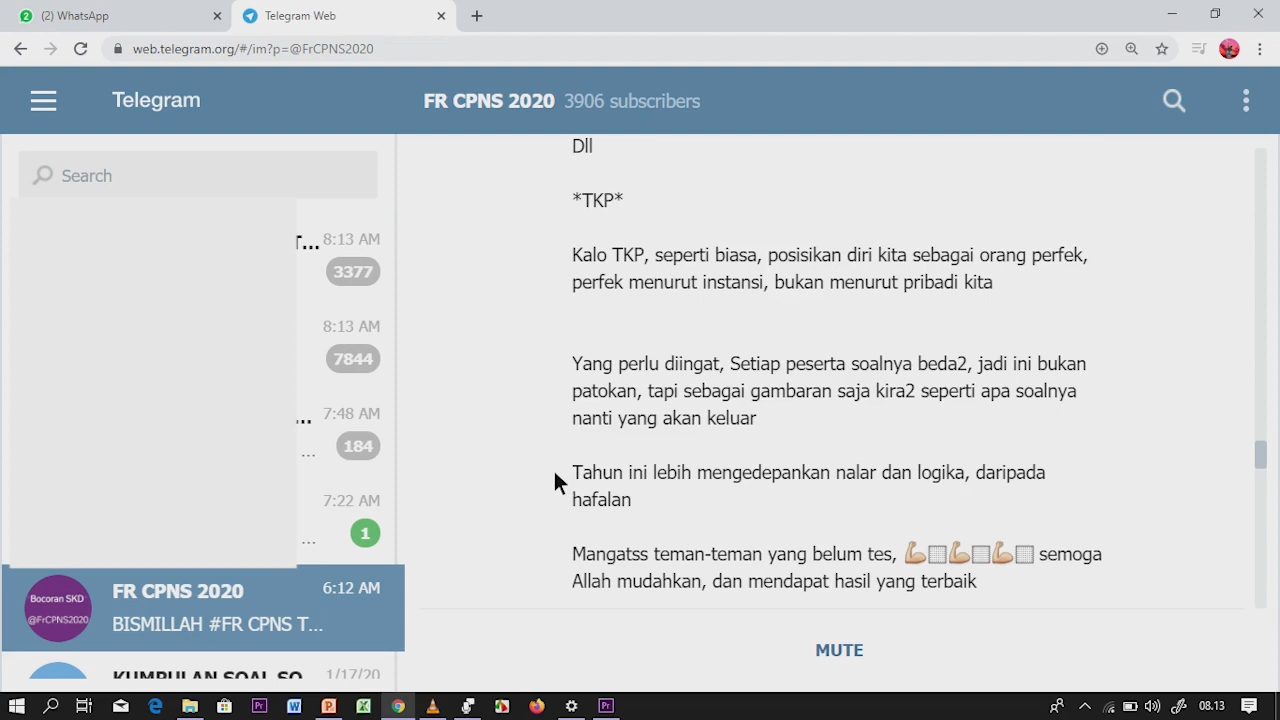 (2) WhatsApp
Telegram Web
web.telegram.org/#/im?p=@FrCPNS2020
Telegram
FR CPNS 2020 3906 subscribers
Search
8:13 AM
3377
8:13 AM
7844
7:48 AM
184
7:22 AM
1
Bocoran SKD
@FrCPNS2020
FR CPNS 2020
6:12 AM
BISMILLAH #FR CPNS T...
KUMPULAN SOAL SO
1/17/20
Dll
*TKP*
Kalo TKP, seperti biasa, posisikan diri kita sebagai orang perfek,
perfek menurut instansi, bukan menurut pribadi kita
Yang perlu diingat, Setiap peserta soalnya beda2, jadi ini bukan
patokan, tapi sebagai gambaran saja kira2 seperti apa soalnya
nanti yang akan keluar
Tahun ini lebih mengedepankan nalar dan logika, daripada
hafalan
Mangatss teman-teman yang belum tes, 💪💪💪 semoga
Allah mudahkan, dan mendapat hasil yang terbaik
MUTE
08.13